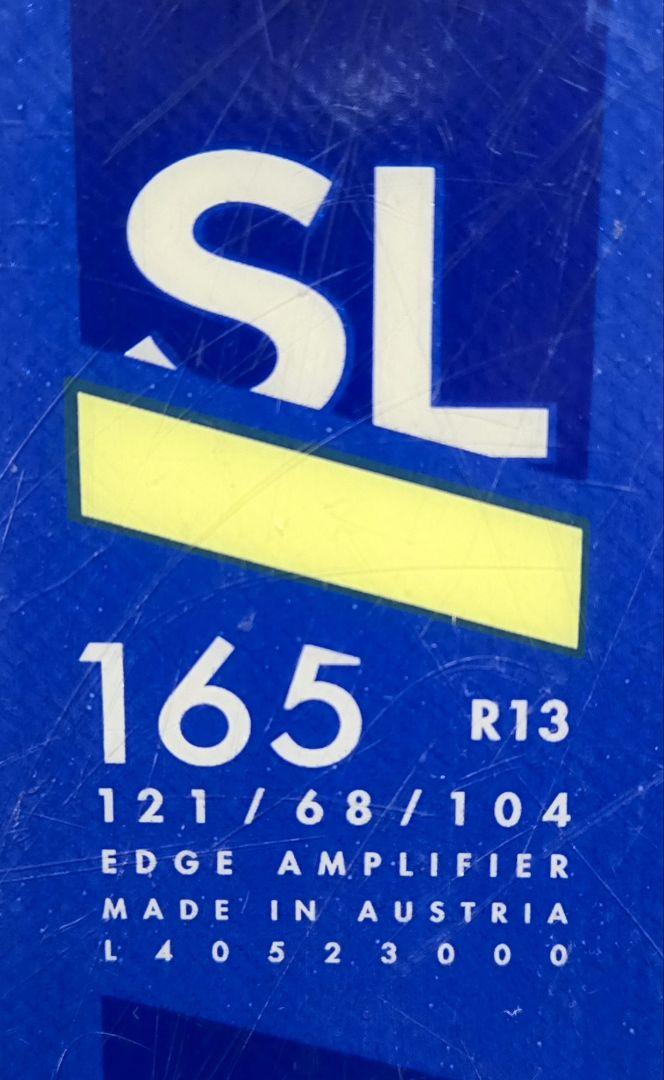 SL
165 R13
121/68/104
EDGE AMPLIFIER
MADE IN AUSTRIA
L40523000